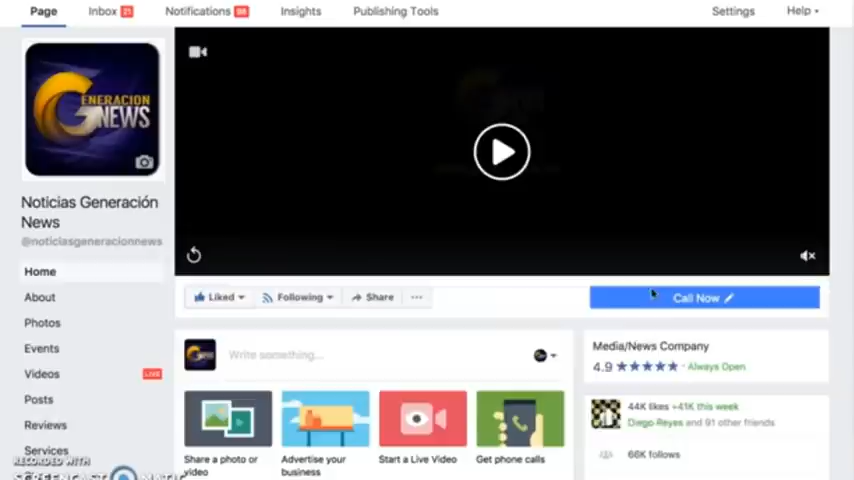 Page Inbox 21 Notifications 98 Insights Publishing Tools Settings Help
GENERACION
NEWS
Noticias Generación
News
@noticiasgeneracionnews
Home
About
Photos
Events
Videos LIVE
Posts
Reviews
Services
Liked Following Share ... Call Now
Write something...
Share a photo or
video
Advertise your
business
Start a Live Video
Get phone calls
Media/News Company
4.9 ★★★★★ · Always Open
44K likes +41K this week
Diego Reyes and 91 other friends
66K follows
RECORDED WITH
SCREENCAST MATIC